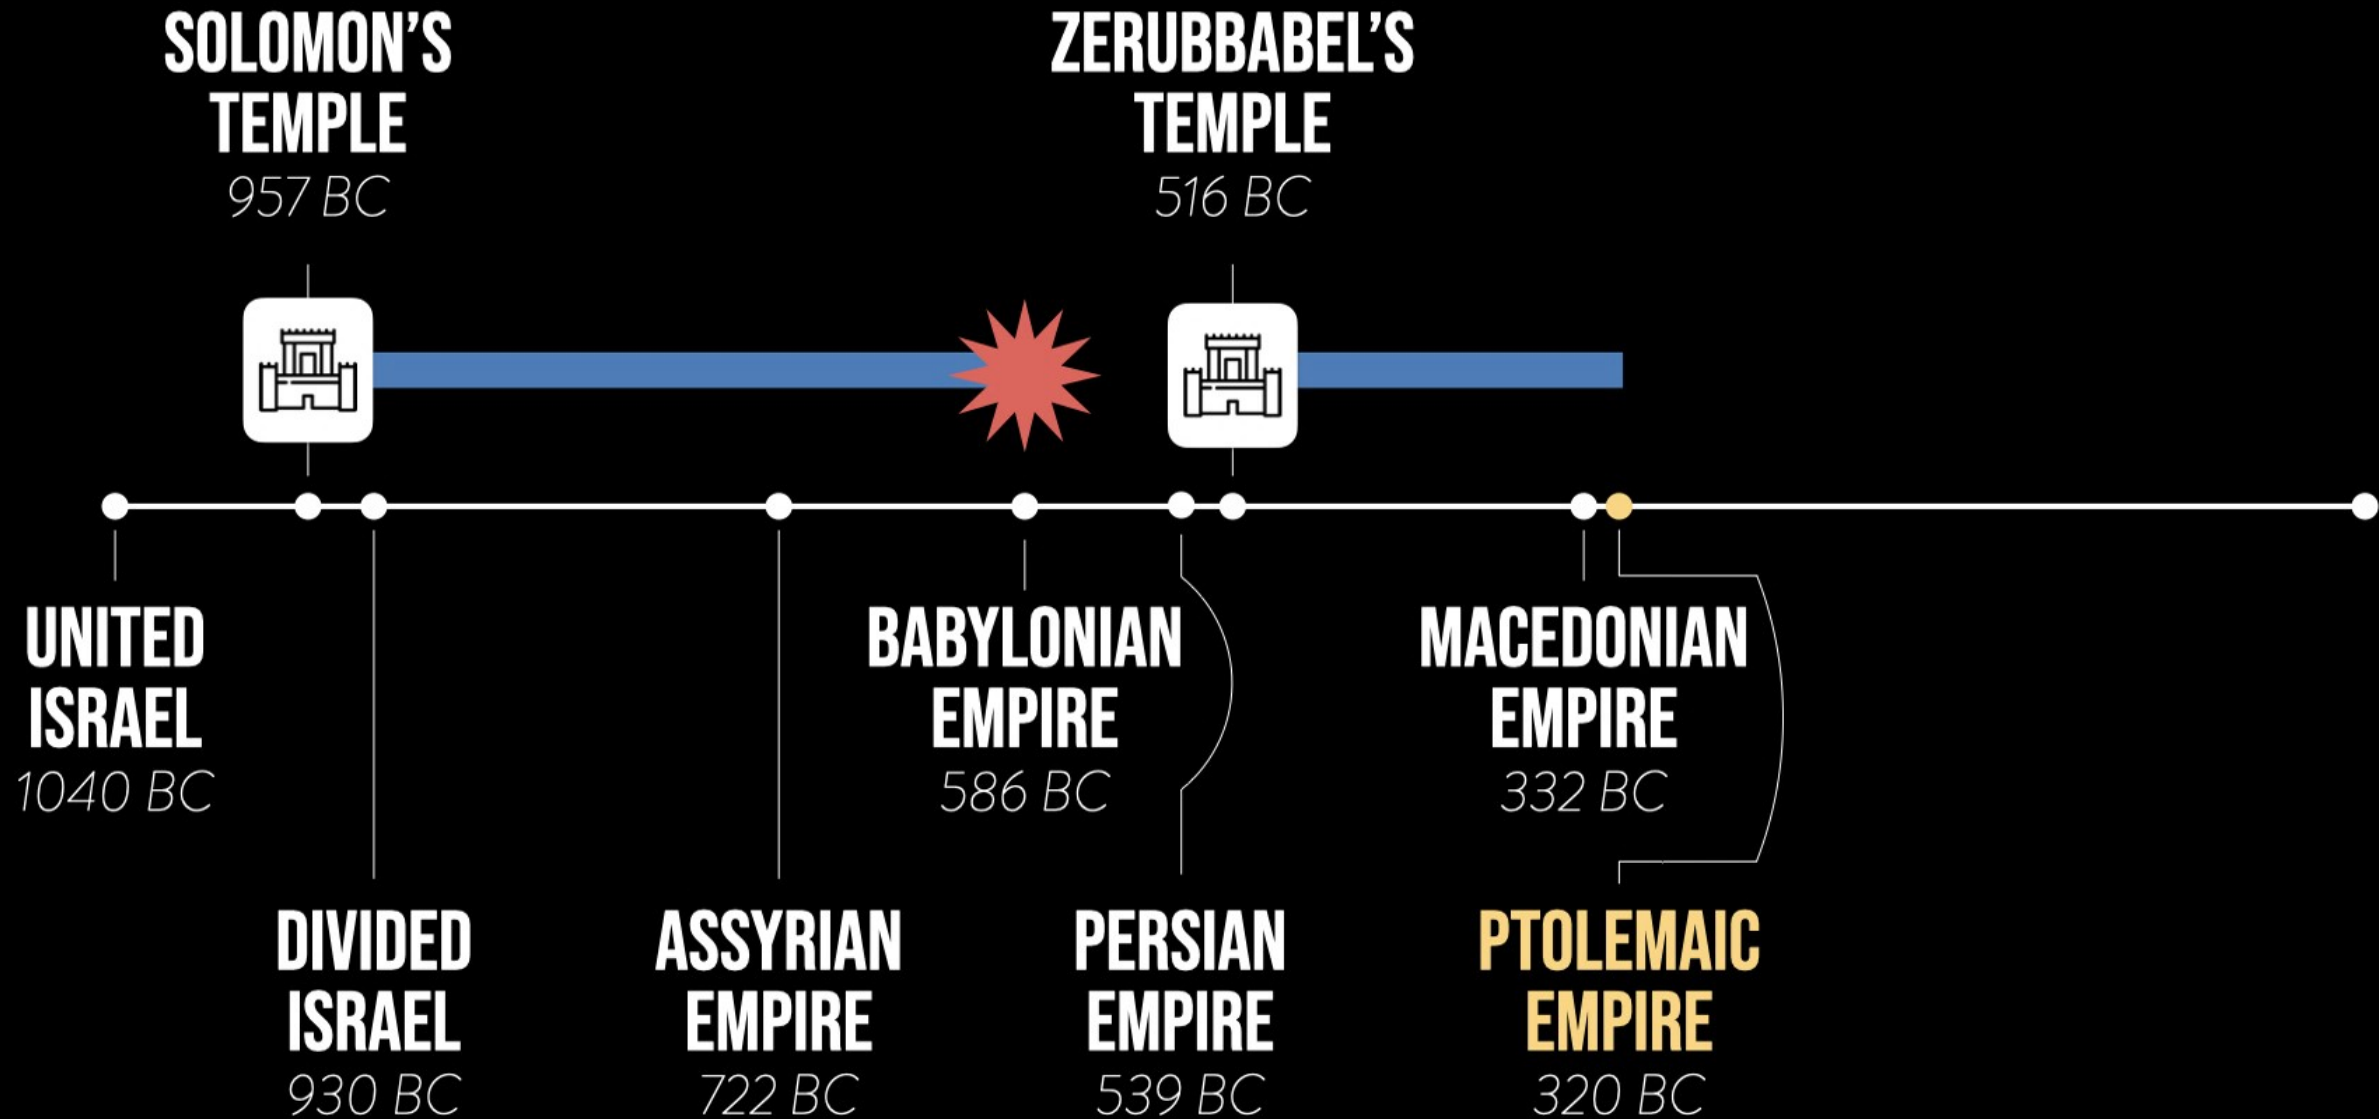 SOLOMON'S
TEMPLE
957 BC
ZERUBBABEL'S
TEMPLE
516 BC
UNITED
ISRAEL
1040 BC
BABYLONIAN
EMPIRE
586 BC
MACEDONIAN
EMPIRE
332 BC
DIVIDED
ISRAEL
930 BC
ASSYRIAN
EMPIRE
722 BC
PERSIAN
EMPIRE
539 BC
PTOLEMAIC
EMPIRE
320 BC